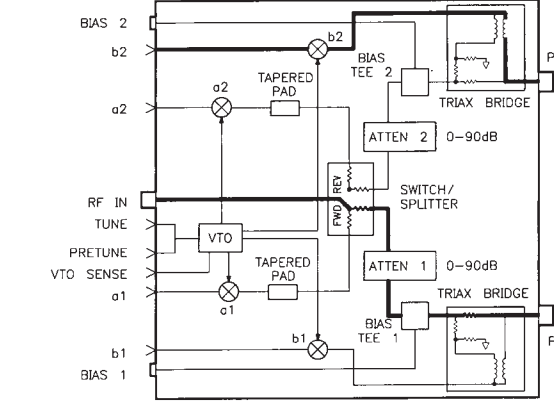 BIAS 2
b2
b2
BIAS
TEE 2
P
TRIAX BRIDGE
a2
a2
TAPERED
PAD
ATTEN 2
0-90dB
REV
SWITCH/
SPLITTER
RF IN
FWD
TUNE
VTO
PRETUNE
VTO SENSE
TAPERED
PAD
ATTEN 1
0-90dB
a1
a1
TRIAX BRIDGE
BIAS
TEE 1
b1
b1
BIAS 1